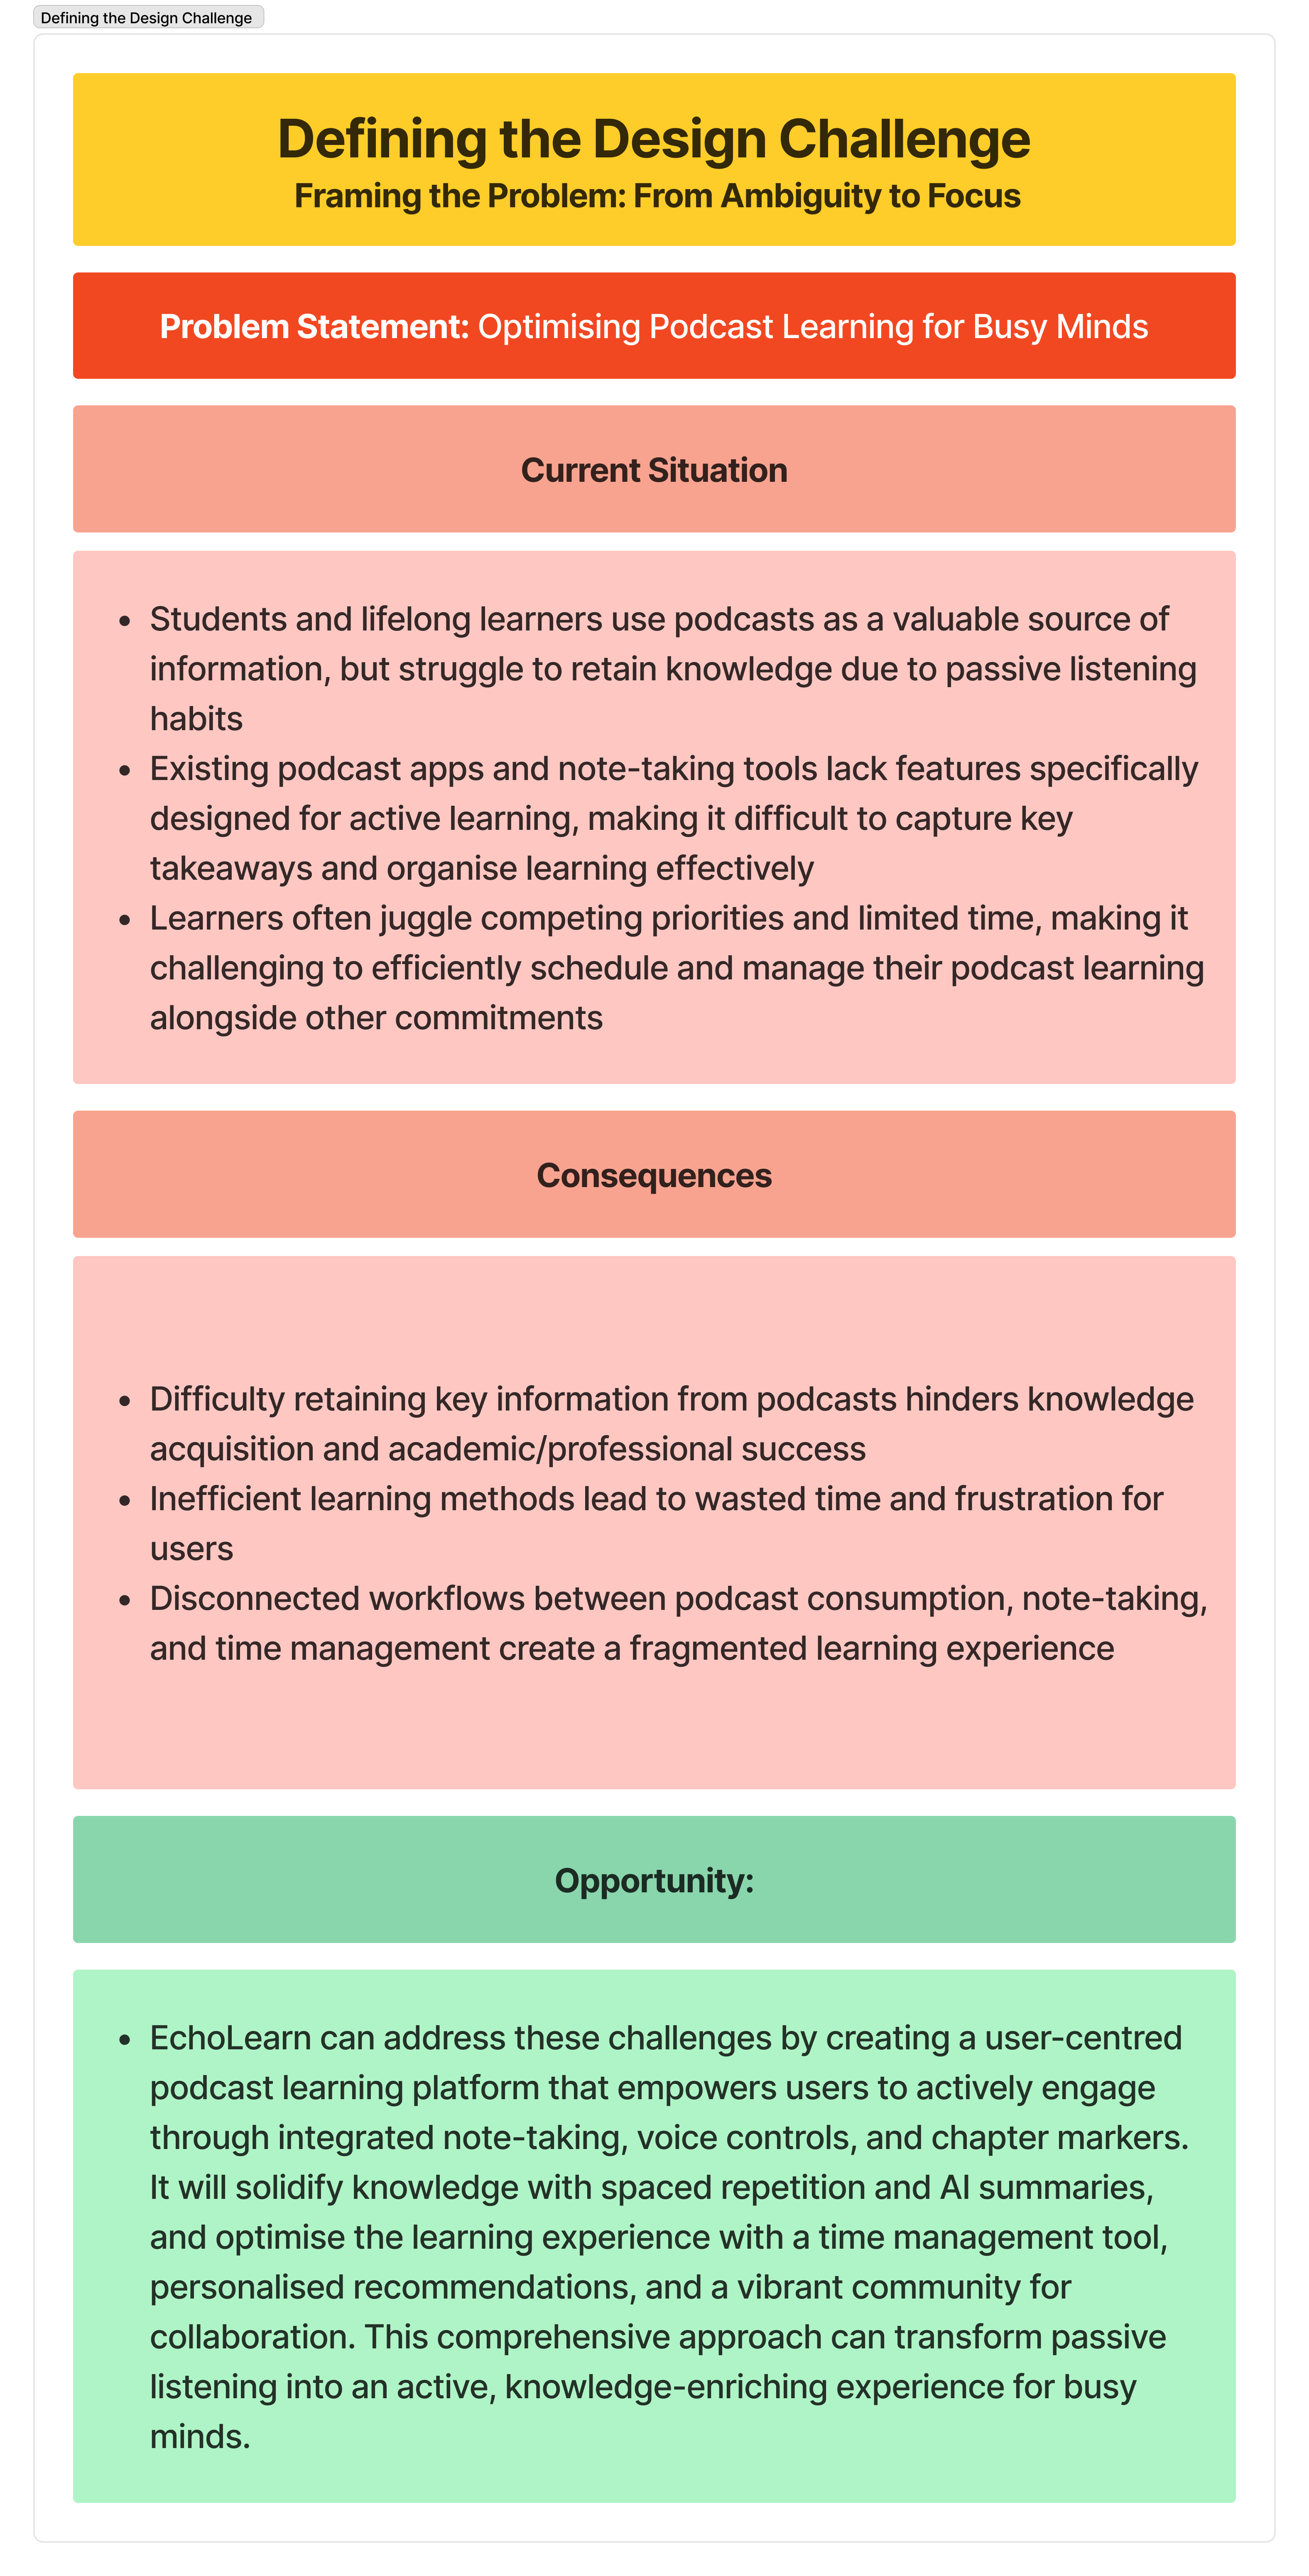 Defining the Design Challenge
Defining the Design Challenge
Framing the Problem: From Ambiguity to Focus
Problem Statement: Optimising Podcast Learning for Busy Minds
Current Situation
• Students and lifelong learners use podcasts as a valuable source of
information, but struggle to retain knowledge due to passive listening
habits
• Existing podcast apps and note-taking tools lack features specifically
designed for active learning, making it difficult to capture key
takeaways and organise learning effectively
• Learners often juggle competing priorities and limited time, making it
challenging to efficiently schedule and manage their podcast learning
alongside other commitments
Consequences
• Difficulty retaining key information from podcasts hinders knowledge
acquisition and academic/professional success
• Inefficient learning methods lead to wasted time and frustration for
users
• Disconnected workflows between podcast consumption, note-taking,
and time management create a fragmented learning experience
Opportunity:
• EchoLearn can address these challenges by creating a user-centred
podcast learning platform that empowers users to actively engage
through integrated note-taking, voice controls, and chapter markers.
It will solidify knowledge with spaced repetition and AI summaries,
and optimise the learning experience with a time management tool,
personalised recommendations, and a vibrant community for
collaboration. This comprehensive approach can transform passive
listening into an active, knowledge-enriching experience for busy
minds.